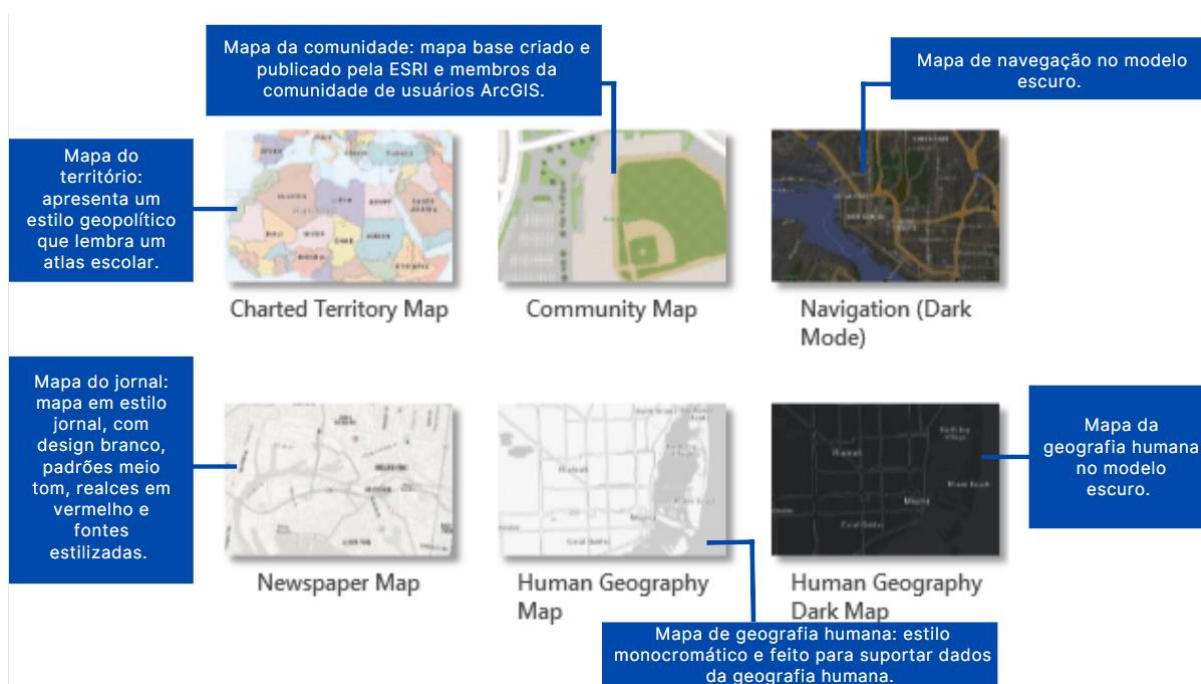 Mapa da comunidade: mapa base criado e
publicado pela ESRI e membros da
comunidade de usuários ArcGIS.
Mapa de navegação no modelo
escuro.
Mapa do
território:
apresenta um
estilo geopolítico
que lembra um
atlas escolar.
Charted Territory Map
Community Map
Navigation (Dark
Mode)
Mapa do jornal:
mapa em estilo
jornal, com
design branco,
padrões meio
tom, realces em
vermelho e
fontes
estilizadas.
Mapa da
geografia humana
no modelo
escuro.
Newspaper Map
Human Geography
Map
Human Geography
Dark Map
Mapa de geografia humana: estilo
monocromático e feito para suportar dados
da geografia humana.